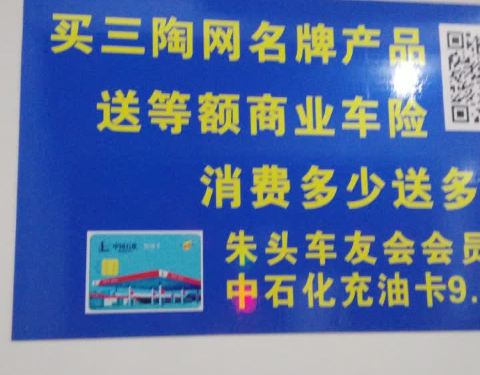 买三陶网名牌产品
送等额商业车险
消费多少送多
朱头车友会会员
中石化充油卡9.